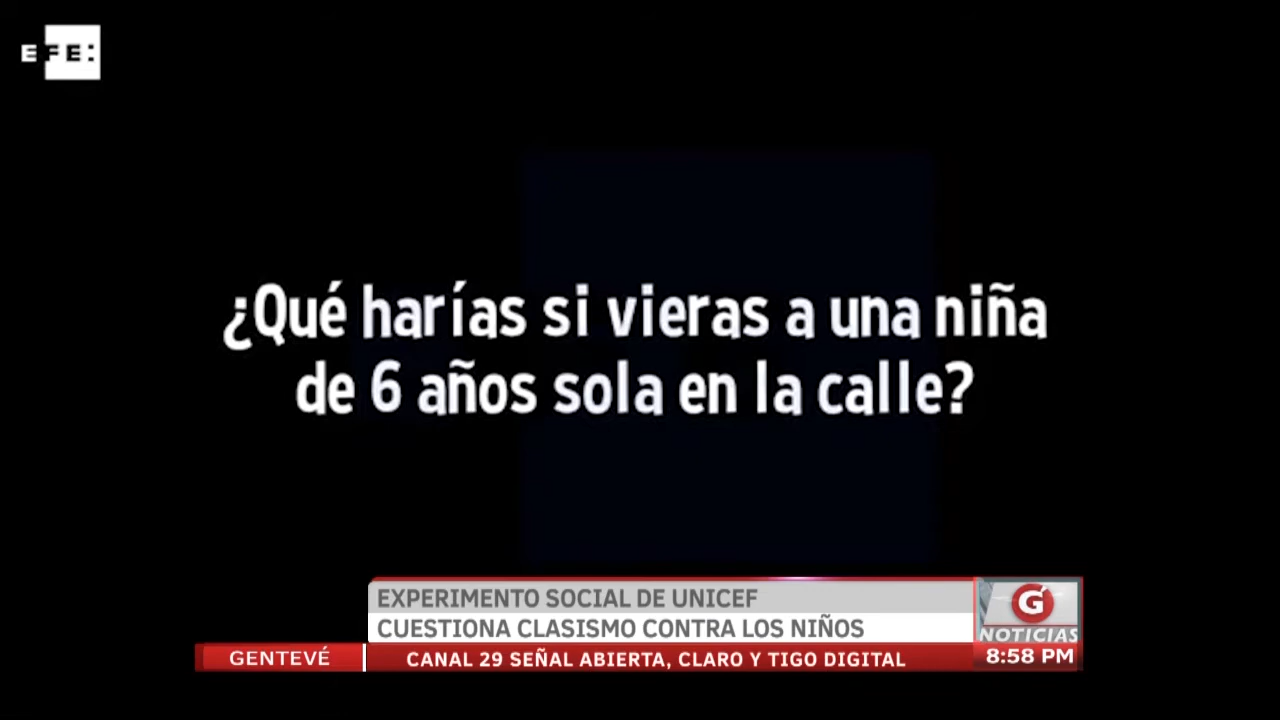 EFE:
¿Qué harías si vieras a una niña
de 6 años sola en la calle?
EXPERIMENTO SOCIAL DE UNICEF
CUESTIONA CLASISMO CONTRA LOS NIÑOS
G
NOTICIAS
GENTEVÉ
CANAL 29 SEÑAL ABIERTA, CLARO Y TIGO DIGITAL
8:58 PM